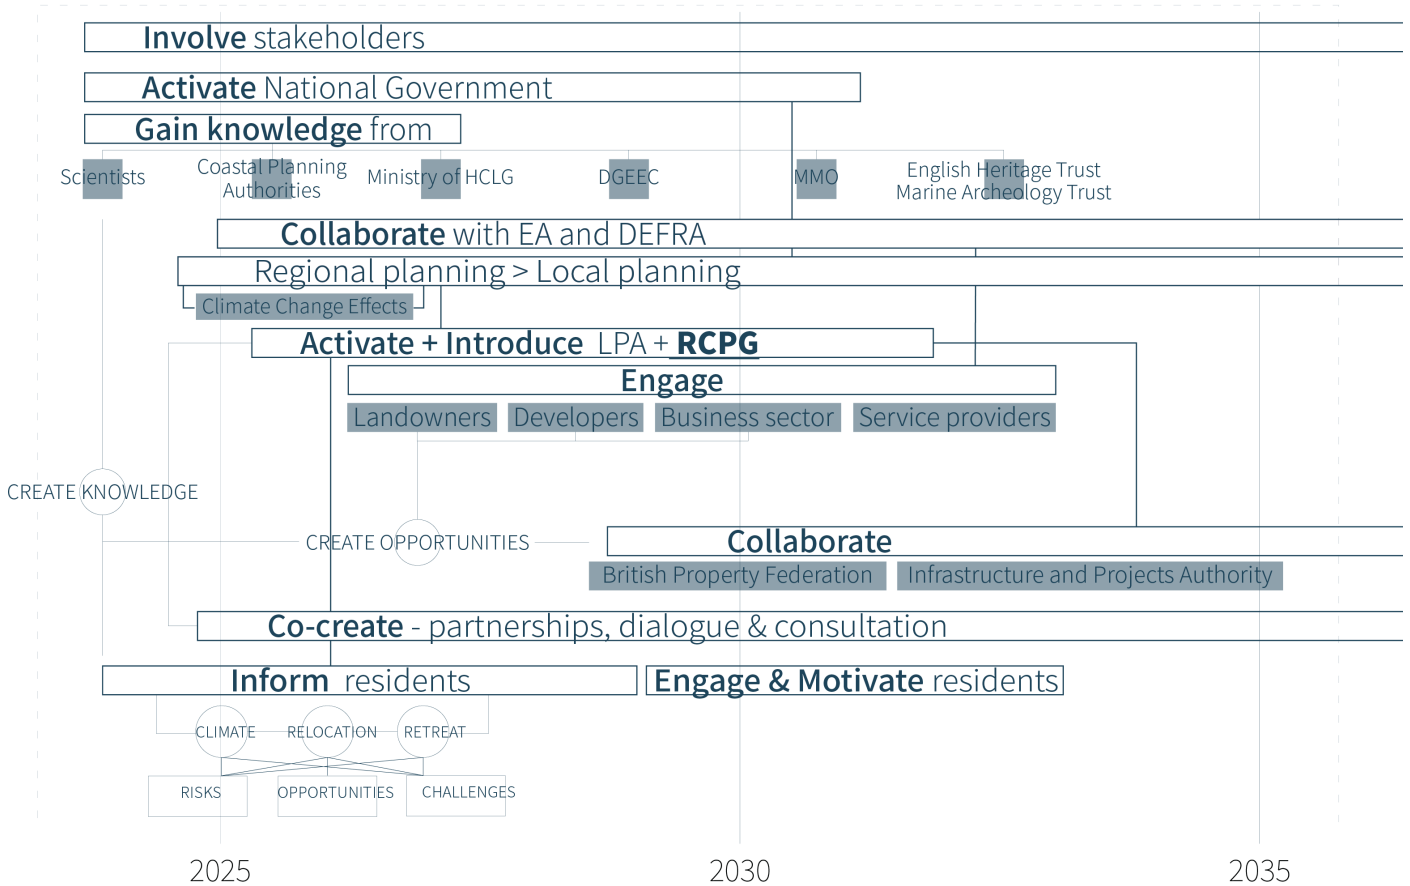 Involve stakeholders
Activate National Government
Gain knowledge from
Scientists
Coastal Planning
Authorities
Ministry of HCLG
DGEEC
MMO
English Heritage Trust
Marine Archeology Trust
Collaborate with EA and DEFRA
Regional planning > Local planning
Climate Change Effects
Activate + Introduce LPA + RCPG
Engage
Landowners
Developers
Business sector
Service providers
CREATE KNOWLEDGE
CREATE OPPORTUNITIES
Collaborate
British Property Federation
Infrastructure and Projects Authority
Co-create - partnerships, dialogue & consultation
Inform residents
Engage & Motivate residents
CLIMATE
RELOCATION
RETREAT
RISKS
OPPORTUNITIES
CHALLENGES
2025
2030
2035